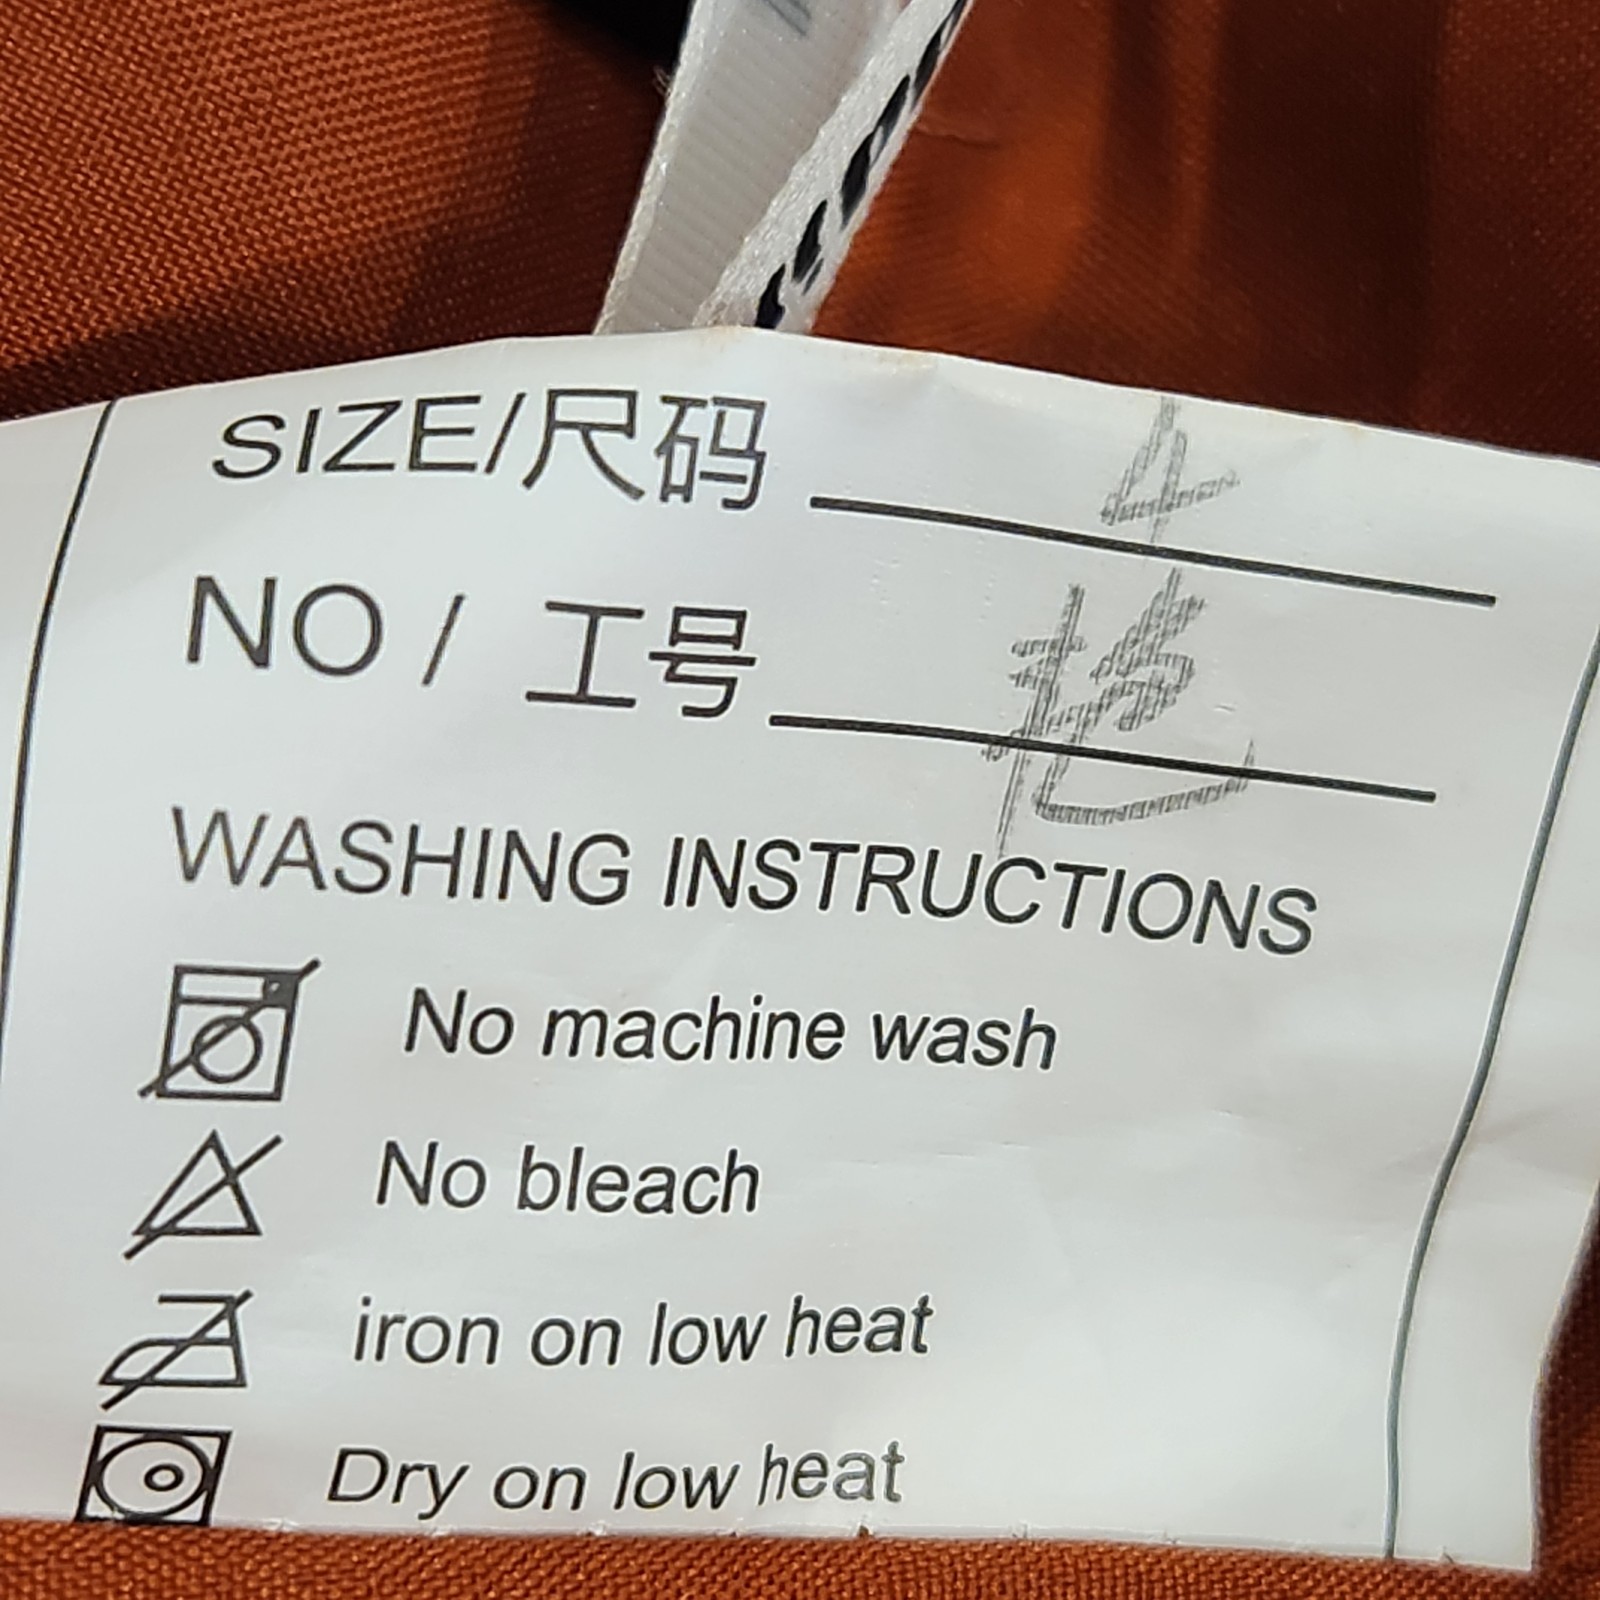 SIZE/尺码 4
NO / 工号
WASHING INSTRUCTIONS
No machine wash
No bleach
iron on low heat
Dry on low heat